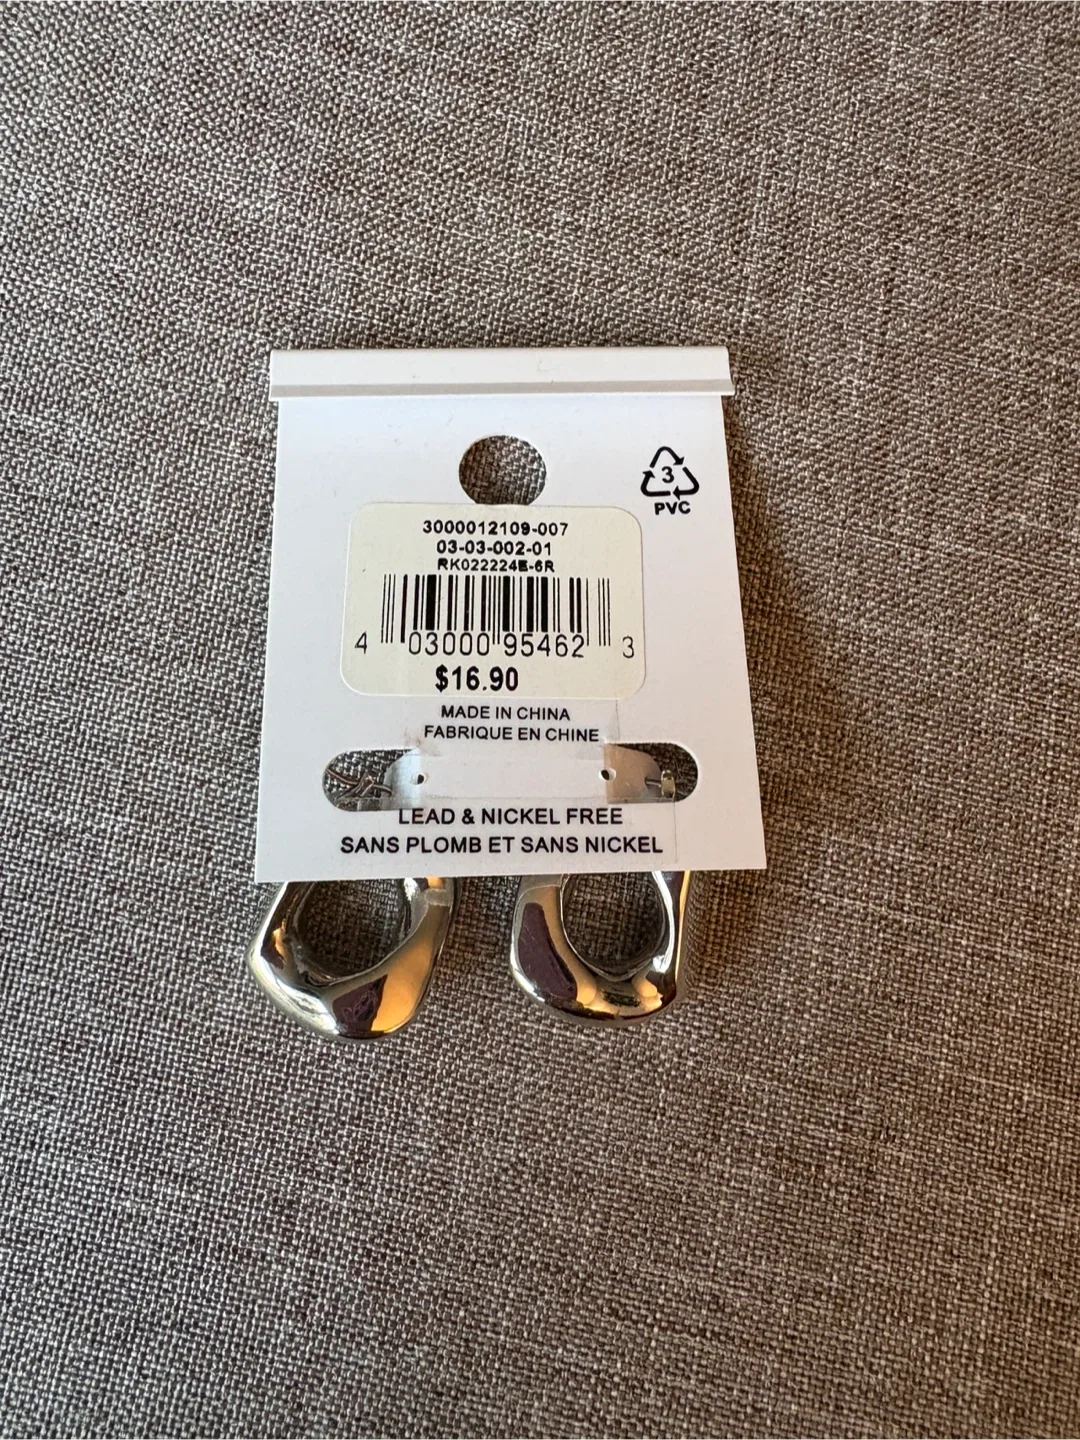 3
PVC
3000012109-007
03-03-002-01
RK022224E-6R
4 03000 95462 3
$16.90
MADE IN CHINA
FABRIQUE EN CHINE
LEAD & NICKEL FREE
SANS PLOMB ET SANS NICKEL